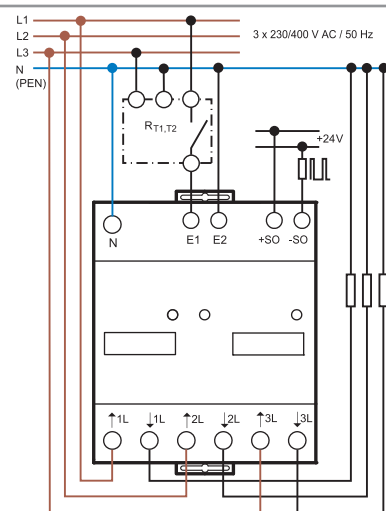 L1
L2
L3
N
(PEN)
3 x 230/400 V AC / 50 Hz
RT1,T2
+24V
N
E1
E2
+SO
-SO
↑1L
↓1L
↑2L
↓2L
↑3L
↓3L